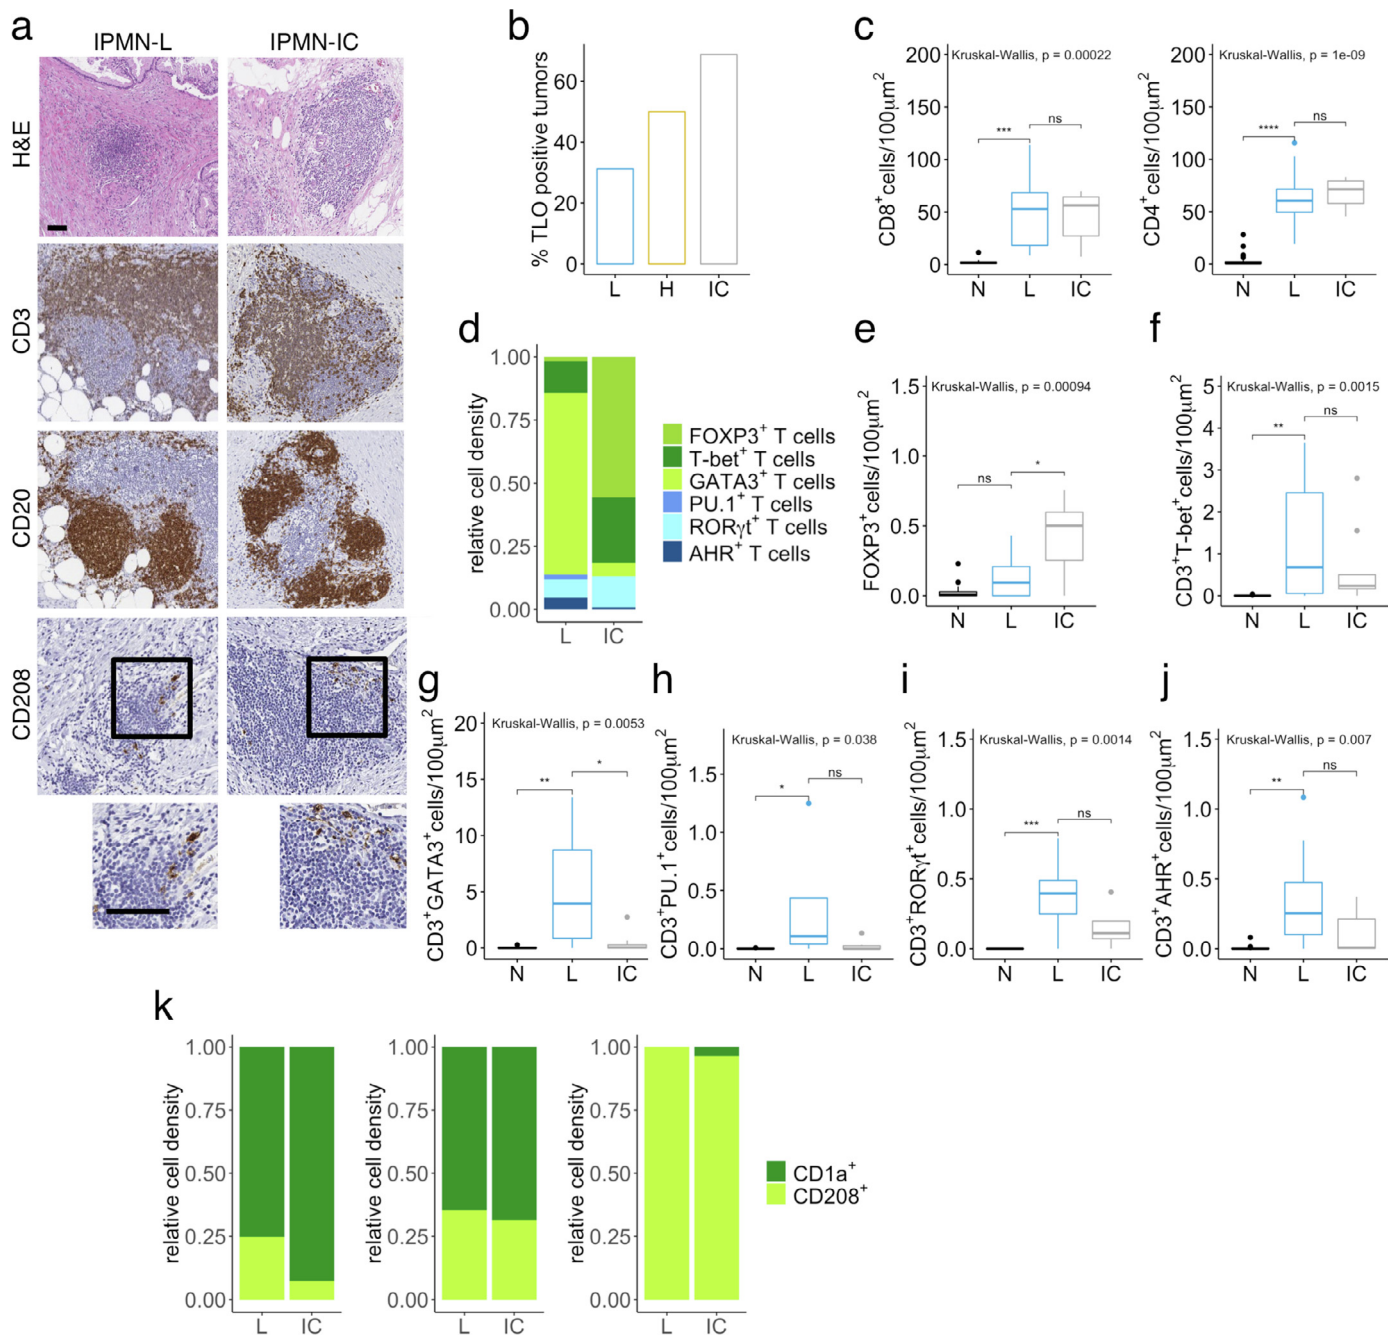 a
IPMN-L
IPMN-IC
H&E
CD3
CD20
CD208
b
% TLO positive tumors
60
40
20
0
L H IC
c
Kruskal-Wallis, p = 0.00022
CD8+cells/100μm2
200
150
100
50
0
***
ns
N L IC
Kruskal-Wallis, p = 1e-09
CD4+cells/100μm2
200
150
100
50
0
****
ns
N L IC
d
relative cell density
1.00
0.75
0.50
0.25
0.00
L IC
FOXP3+ T cells
T-bet+ T cells
GATA3+ T cells
PU.1+ T cells
RORγt+ T cells
AHR+ T cells
e
Kruskal-Wallis, p = 0.00094
FOXP3+cells/100μm2
1.5
1.0
0.5
0.0
ns
*
N L IC
f
Kruskal-Wallis, p = 0.0015
CD3+T-bet+cells/100μm2
5
4
3
2
1
0
**
ns
N L IC
g
Kruskal-Wallis, p = 0.0053
CD3+GATA3+cells/100μm2
20
15
10
5
0
**
*
N L IC
h
Kruskal-Wallis, p = 0.038
CD3+PU.1+cells/100μm2
1.5
1.0
0.5
0.0
*
ns
N L IC
i
Kruskal-Wallis, p = 0.0014
CD3+RORγt+cells/100μm2
1.5
1.0
0.5
0.0
***
ns
N L IC
j
Kruskal-Wallis, p = 0.007
CD3+AHR+cells/100μm2
1.5
1.0
0.5
0.0
**
ns
N L IC
k
relative cell density
1.00
0.75
0.50
0.25
0.00
L IC
relative cell density
1.00
0.75
0.50
0.25
0.00
L IC
relative cell density
1.00
0.75
0.50
0.25
0.00
L IC
CD1a+
CD208+